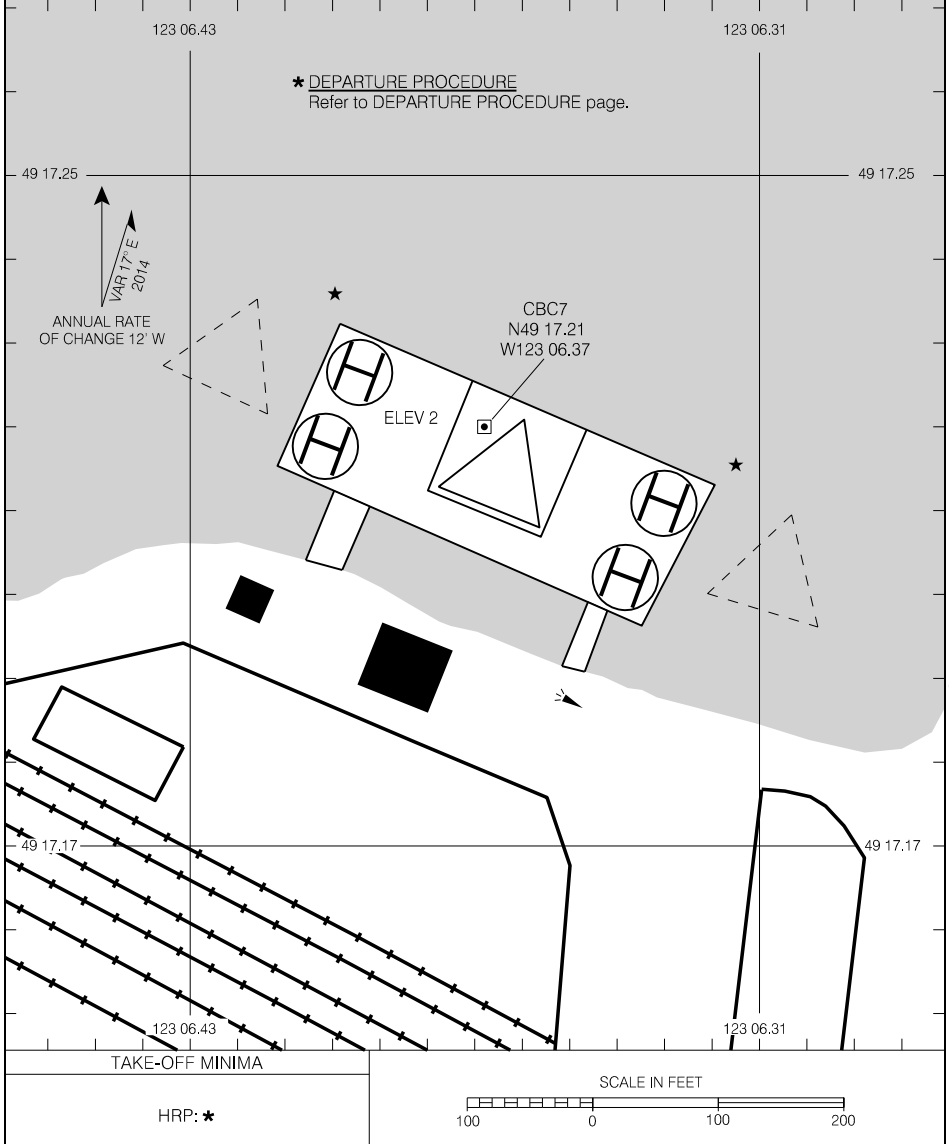 123 06.43
123 06.31
* DEPARTURE PROCEDURE
Refer to DEPARTURE PROCEDURE page.
49 17.25
49 17.25
VAR 17° E
2014
ANNUAL RATE
OF CHANGE 12' W
CBC7
N49 17.21
W123 06.37
H
ELEV 2
H
H
H
49 17.17
49 17.17
123 06.43
123 06.31
TAKE-OFF MINIMA
HRP: *
SCALE IN FEET
100 0 100 200